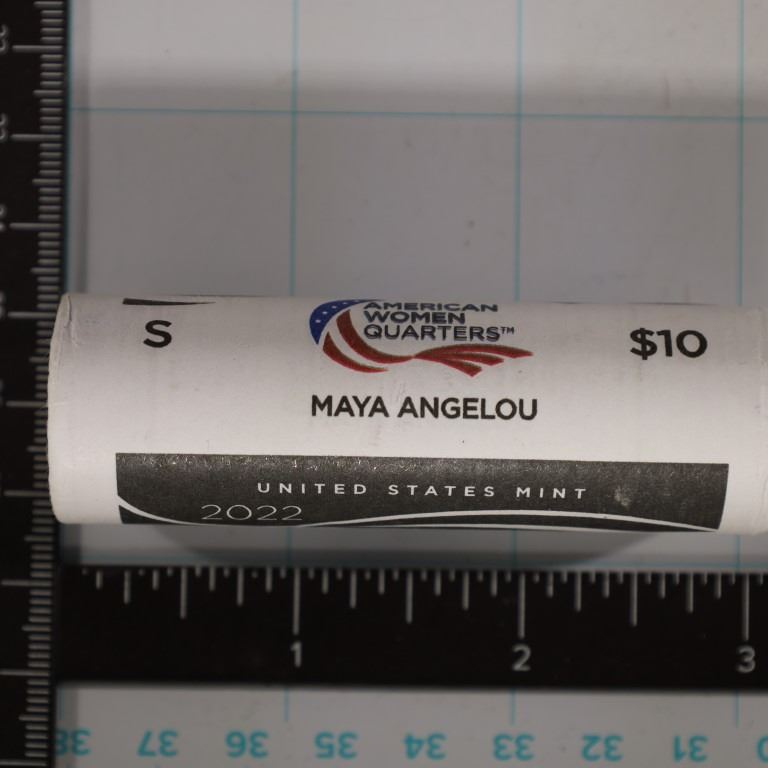 S
AMERICAN
WOMEN
QUARTERS™
$10
MAYA ANGELOU
UNITED STATES MINT
2022
1
2
3
38 37 36 35 34 33 32 31